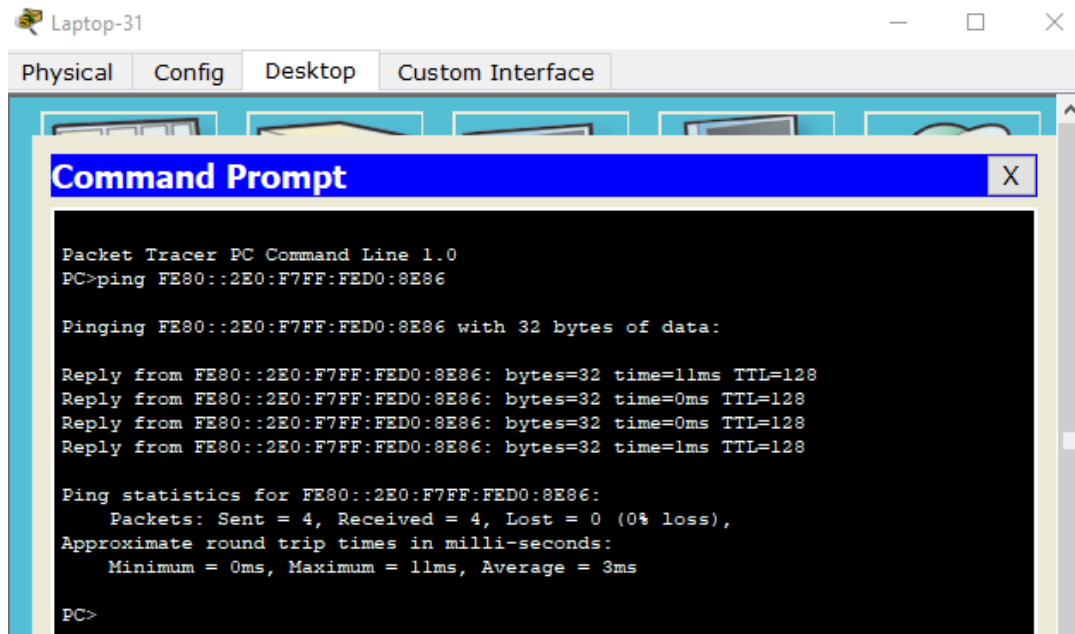 Laptop-31
Physical Config Desktop Custom Interface
Command Prompt X
Packet Tracer PC Command Line 1.0
PC>ping FE80::2E0:F7FF:FED0:8E86
Pinging FE80::2E0:F7FF:FED0:8E86 with 32 bytes of data:
Reply from FE80::2E0:F7FF:FED0:8E86: bytes=32 time=11ms TTL=128
Reply from FE80::2E0:F7FF:FED0:8E86: bytes=32 time=0ms TTL=128
Reply from FE80::2E0:F7FF:FED0:8E86: bytes=32 time=0ms TTL=128
Reply from FE80::2E0:F7FF:FED0:8E86: bytes=32 time=1ms TTL=128
Ping statistics for FE80::2E0:F7FF:FED0:8E86:
Packets: Sent = 4, Received = 4, Lost = 0 (0% loss),
Approximate round trip times in milli-seconds:
Minimum = 0ms, Maximum = 11ms, Average = 3ms
PC>